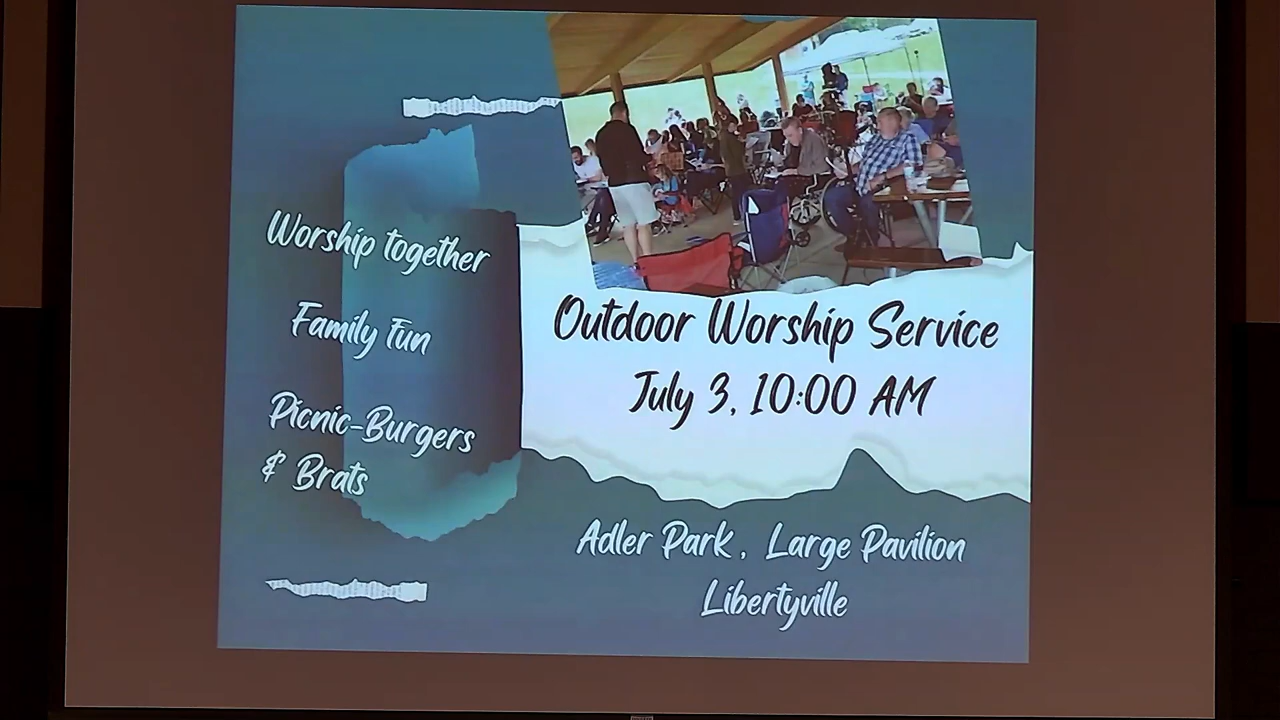 Worship together
Family fun
Picnic-Burgers
& Brats
Outdoor Worship Service
July 3, 10:00 AM
Adler Park, Large Pavilion
Libertyville